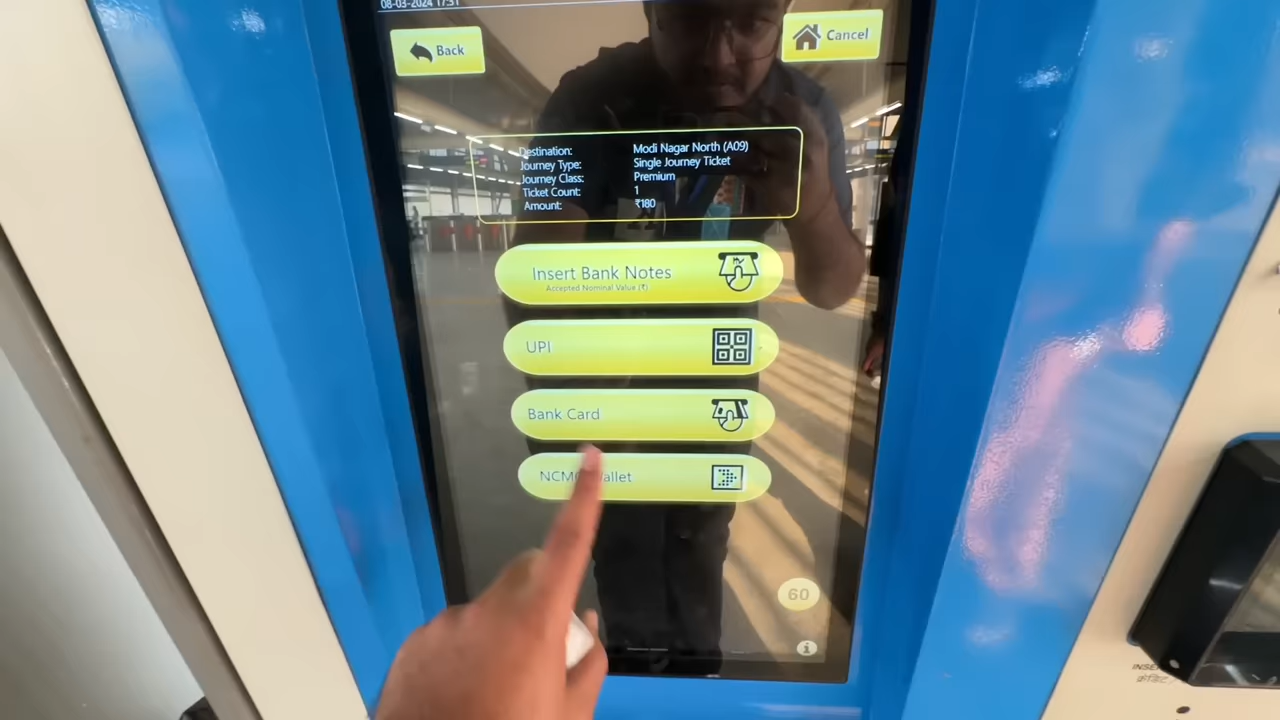 08-03-2024 17:31
Back
Cancel
Destination: Modi Nagar North (A09)
Journey Type: Single Journey Ticket
Journey Class: Premium
Ticket Count: 1
Amount: ₹180
Insert Bank Notes
Accepted Nominal Value (₹)
UPI
Bank Card
NCMC Wallet
60